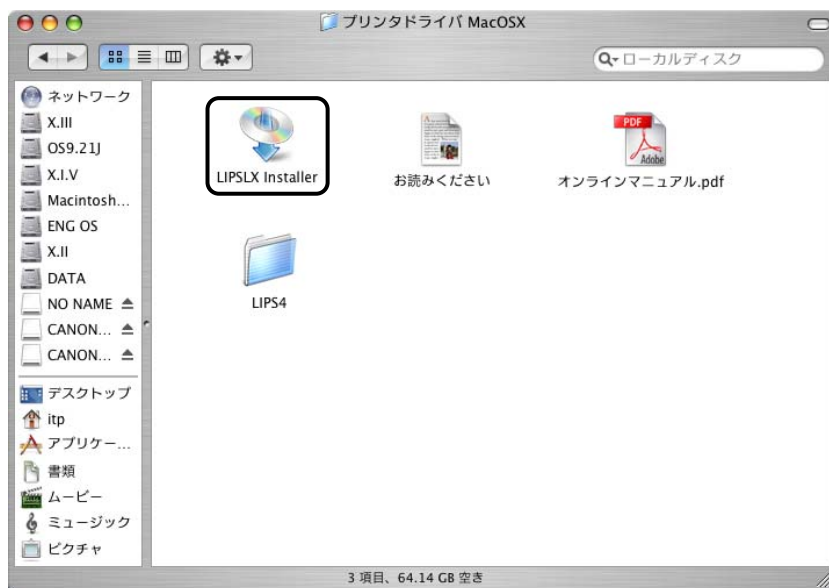 プリンタドライバ MacOSX
ローカルディスク
ネットワーク
X.III
OS9.21J
X.I.V
Macintosh...
ENG OS
X.II
DATA
NO NAME
CANON...
CANON...
デスクトップ
itp
アプリケー...
書類
ムービー
ミュージック
ピクチャ
LIPSLX Installer
お読みください
PDF
Adobe
オンラインマニュアル.pdf
LIPS4
3 項目、64.14 GB 空き